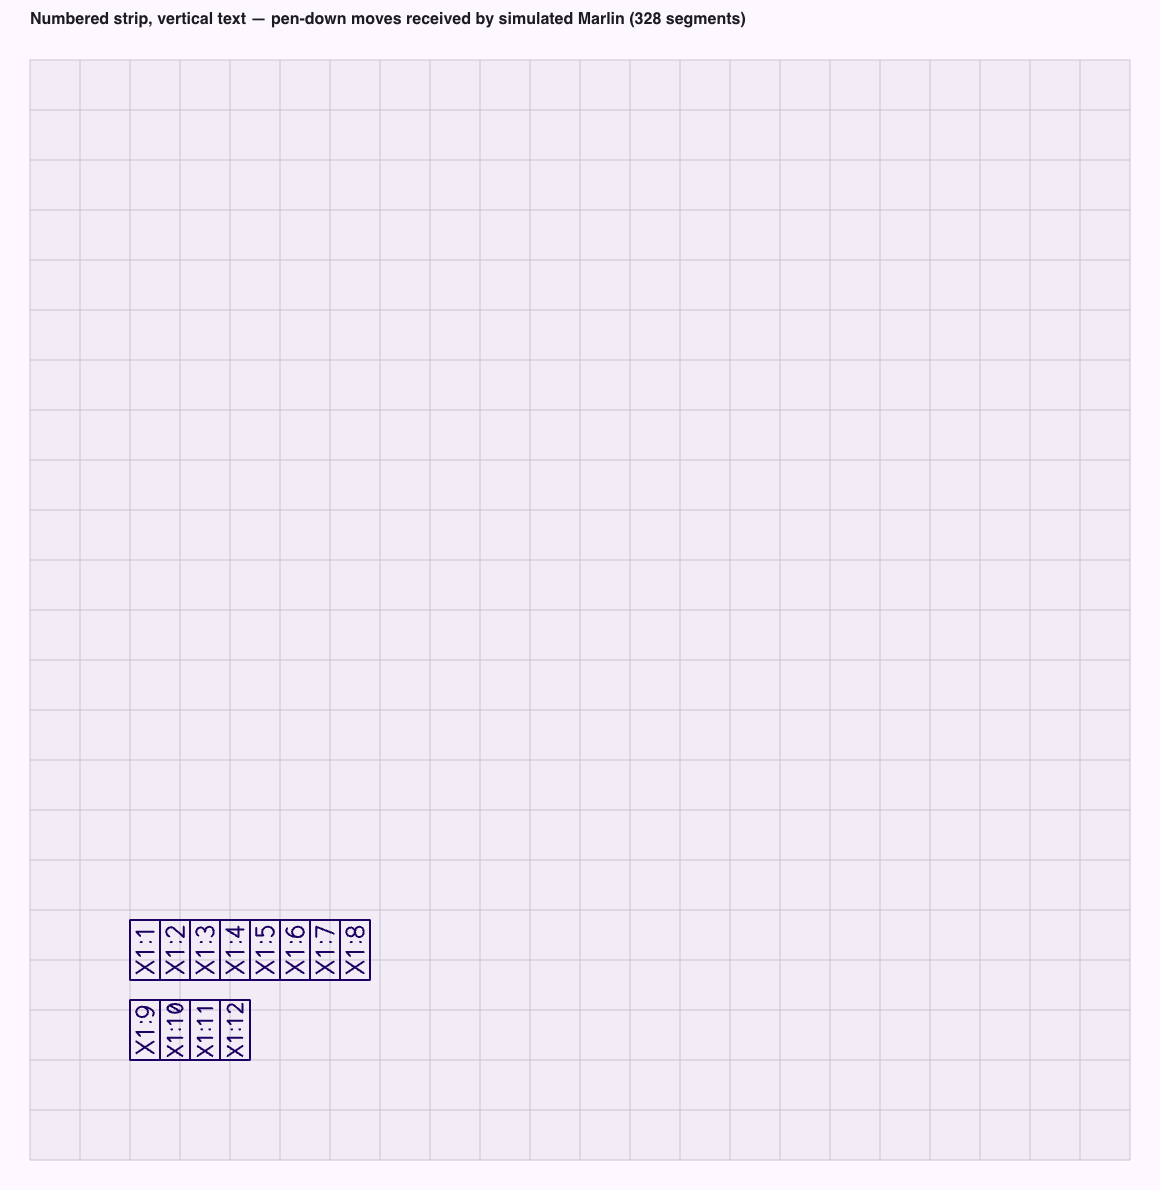 Numbered strip, vertical text — pen-down moves received by simulated Marlin (328 segments)
X1:1
X1:2
X1:3
X1:4
X1:5
X1:6
X1:7
X1:8
X1:9
X1:10
X1:11
X1:12